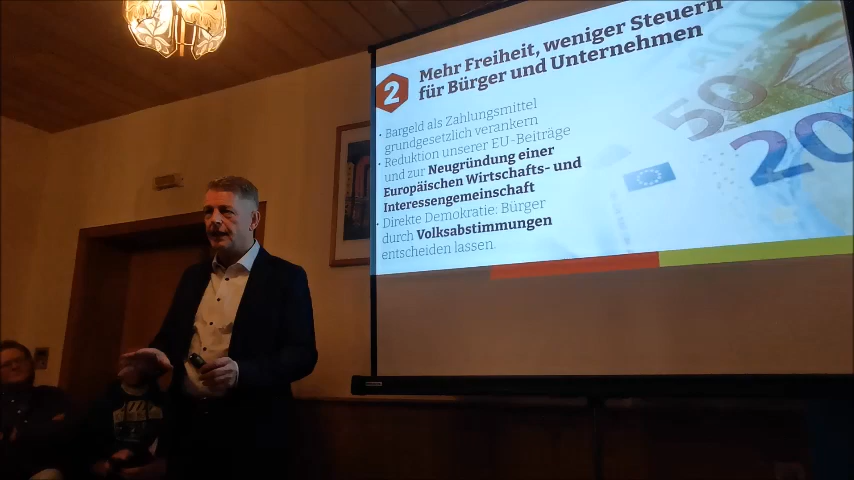 2
Mehr Freiheit, weniger Steuern
für Bürger und Unternehmen
• Bargeld als Zahlungsmittel
grundgesetzlich verankern
• Reduktion unserer EU-Beiträge
und zur Neugründung einer
Europäischen Wirtschafts- und
Interessengemeinschaft
• Direkte Demokratie: Bürger
durch Volksabstimmungen
entscheiden lassen.
50
20